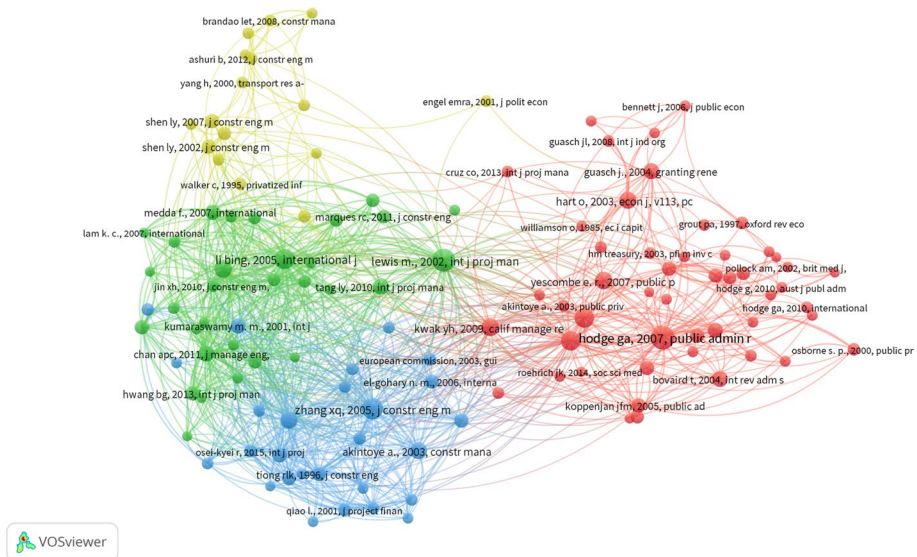 brandao let, 2008, constr mana
ashuri b, 2012, j constr eng m
yang h, 2000, transport res a-
engel emra, 2001, j polit econ
bennett j, 2006, j public econ
shen ly, 2007, j constr eng m
guasch jl, 2008, int j ind org
shen ly, 2002, j constr eng m
cruz co, 2013, int j proj mana
guasch j., 2004, granting rene
walker c, 1995, privatized inf
hart o, 2003, econ j, v113, pc
medda f., 2007, international
marques rc, 2011, j constr eng
williamson o, 1985, ec i capit
grout pa, 1997, oxford rev eco
lam k. c., 2007, international
hm treasury, 2003, pfi m inv c
li bing, 2005, international j
lewis m., 2002, int j proj man
pollock am, 2002, brit med j,
yescombe e. r., 2007, public p
jin xh, 2010, j constr eng m,
tang ly, 2010, int j proj mana
hodge g, 2010, aust j publ adm
akintoye a., 2003, public priv
hodge ga, 2010, international
kumaraswamy m. m., 2001, int j
kwak yh, 2009, calif manage re
hodge ga, 2007, public admin r
chan apc, 2011, j manage eng,
european commission, 2003, gui
osborne s. p., 2000, public pr
roehrich jk, 2014, soc sci med
el-gohary n. m., 2006, interna
bovaird t, 2004, int rev adm s
hwang bg, 2013, int j proj man
zhang xq, 2005, j constr eng m
koppenjan jfm, 2005, public ad
osei-kyei r, 2015, int j proj
akintoye a., 2003, constr mana
tiong rlk, 1996, j constr eng
qiao l., 2001, j project finan
VOSviewer